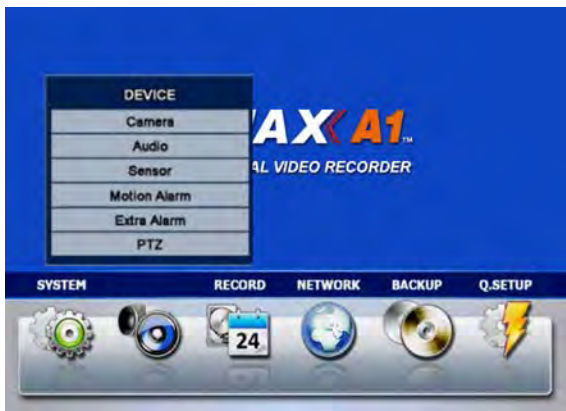 DEVICE
Camera
Audio
Sensor
Motion Alarm
Extra Alarm
PTZ
AX A1 TM
AL VIDEO RECORDER
SYSTEM RECORD NETWORK BACKUP Q.SETUP
24